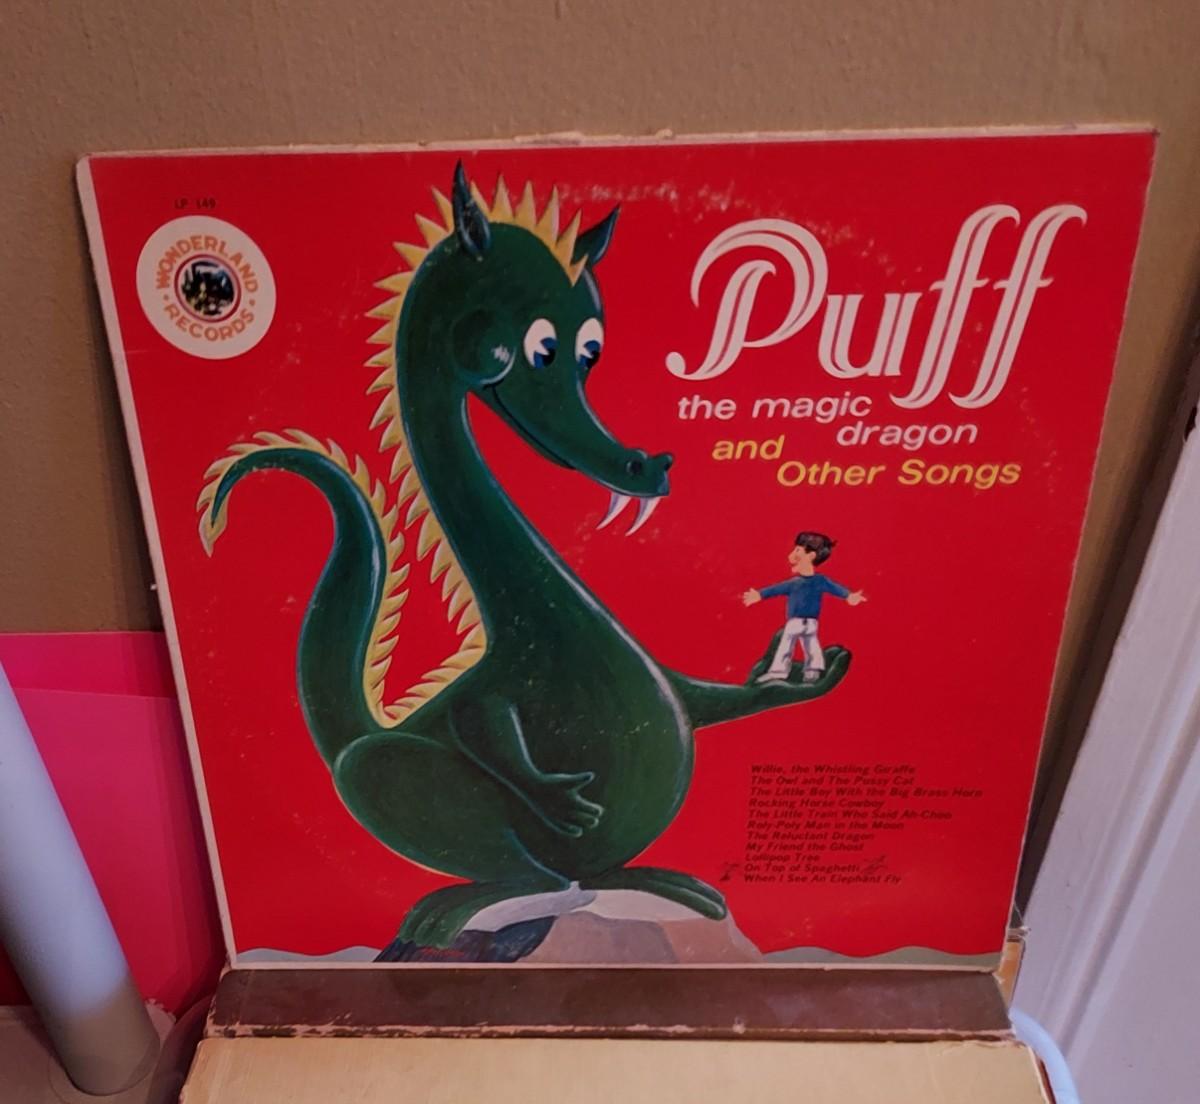 LP 149
WONDERLAND
RECORDS
Puff
the magic
dragon
and
Other Songs
Willie, the Whistling Giraffe
The Owl and The Pussy Cat
The Little Boy With the Big Brass Horn
Rocking Horse Cowboy
The Little Train Who Said Ah-Choo
Roly-Poly Man in the Moon
The Reluctant Dragon
My Friend the Ghost
Lollipop Tree
On Top of Spaghetti
When I See An Elephant Fly